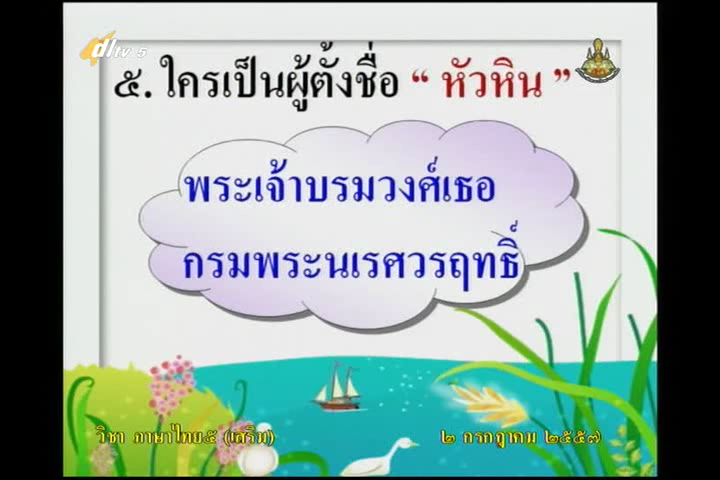 dltv 5
๕. ใครเป็นผู้ตั้งชื่อ “ หัวหิน ”
พระเจ้าบรมวงศ์เธอ
กรมพระนเรศวรฤทธิ์
วิชา ภาษาไทย๕ (เสริม)
๒ กรกฎาคม ๒๕๕๗